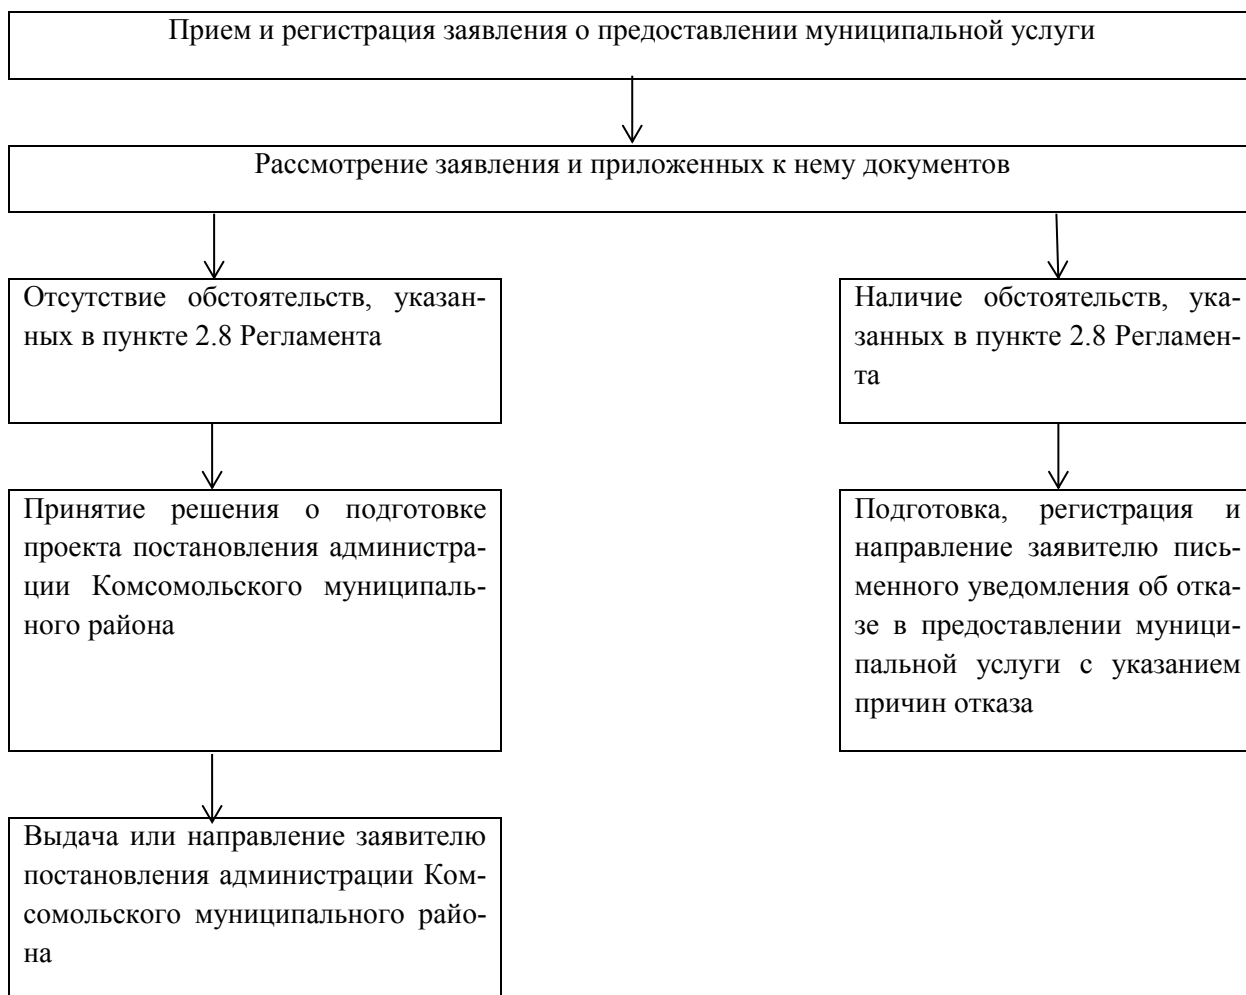 Прием и регистрация заявления о предоставлении муниципальной услуги
Рассмотрение заявления и приложенных к нему документов
Отсутствие обстоятельств, указан-
ных в пункте 2.8 Регламента
Наличие обстоятельств, ука-
занных в пункте 2.8 Регламен-
та
Принятие решения о подготовке
проекта постановления администра-
ции Комсомольского муниципаль-
ного района
Подготовка, регистрация и
направление заявителю пись-
менного уведомления об отка-
зе в предоставлении муници-
пальной услуги с указанием
причин отказа
Выдача или направление заявителю
постановления администрации Ком-
сомольского муниципального райо-
на